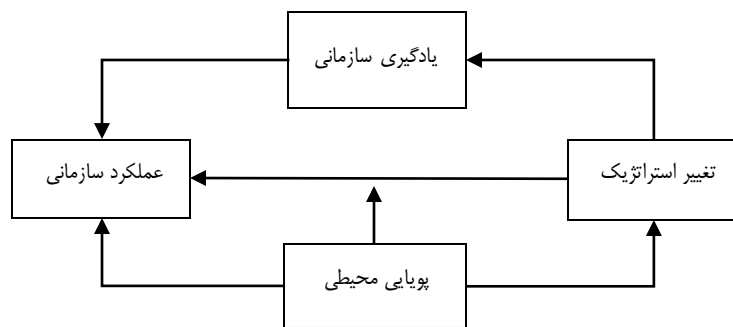 یادگیری سازمانی
تغییر استراتژیک
عملکرد سازمانی
پویایی محیطی